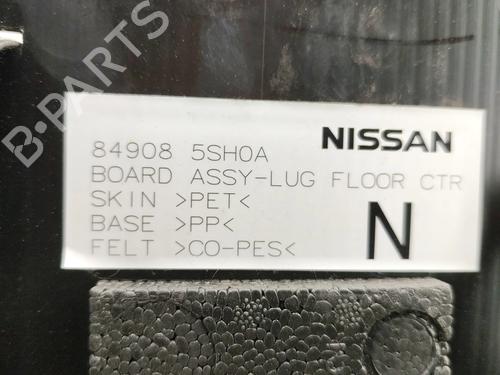 B-PARTS
84908 5SH0A NISSAN
BOARD ASSY-LUG FLOOR CTR
SKIN >PET<
BASE >PP<
FELT >CO-PES<
N